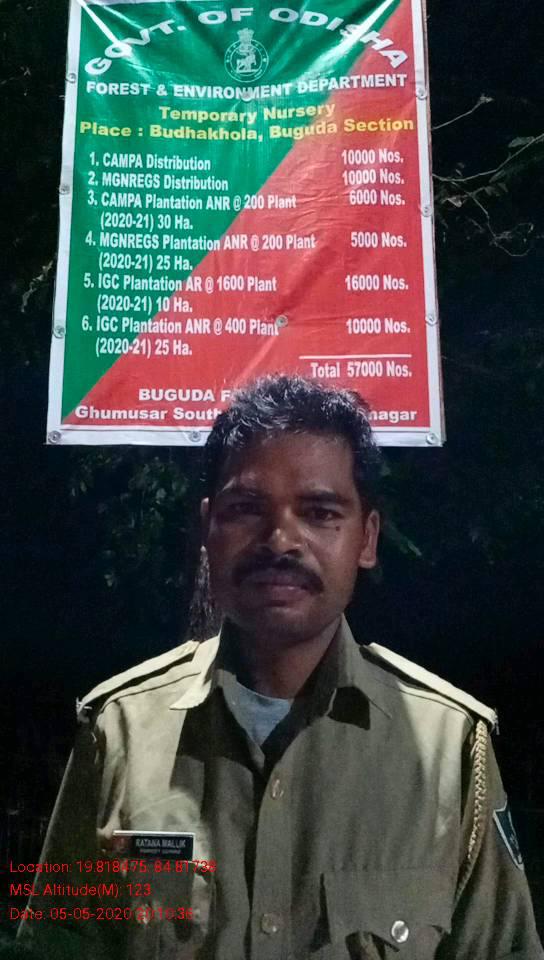 GOVT. OF ODISHA
FOREST & ENVIRONMENT DEPARTMENT
Temporary Nursery
Place : Budhakhola, Buguda Section
1. CAMPA Distribution 10000 Nos.
2. MGNREGS Distribution 10000 Nos.
3. CAMPA Plantation ANR @ 200 Plant 6000 Nos.
(2020-21) 30 Ha.
4. MGNREGS Plantation ANR @ 200 Plant 5000 Nos.
(2020-21) 25 Ha.
5. IGC Plantation AR @ 1600 Plant 16000 Nos.
(2020-21) 10 Ha.
6. IGC Plantation ANR @ 400 Plant 10000 Nos.
(2020-21) 25 Ha.
Total 57000 Nos.
BUGUDA
Ghumusar South
RATANA MALLIK
FOREST GUARD
Location: 19.818475, 84.81738
MSL Altitude(M): 123
Date: 05-05-2020